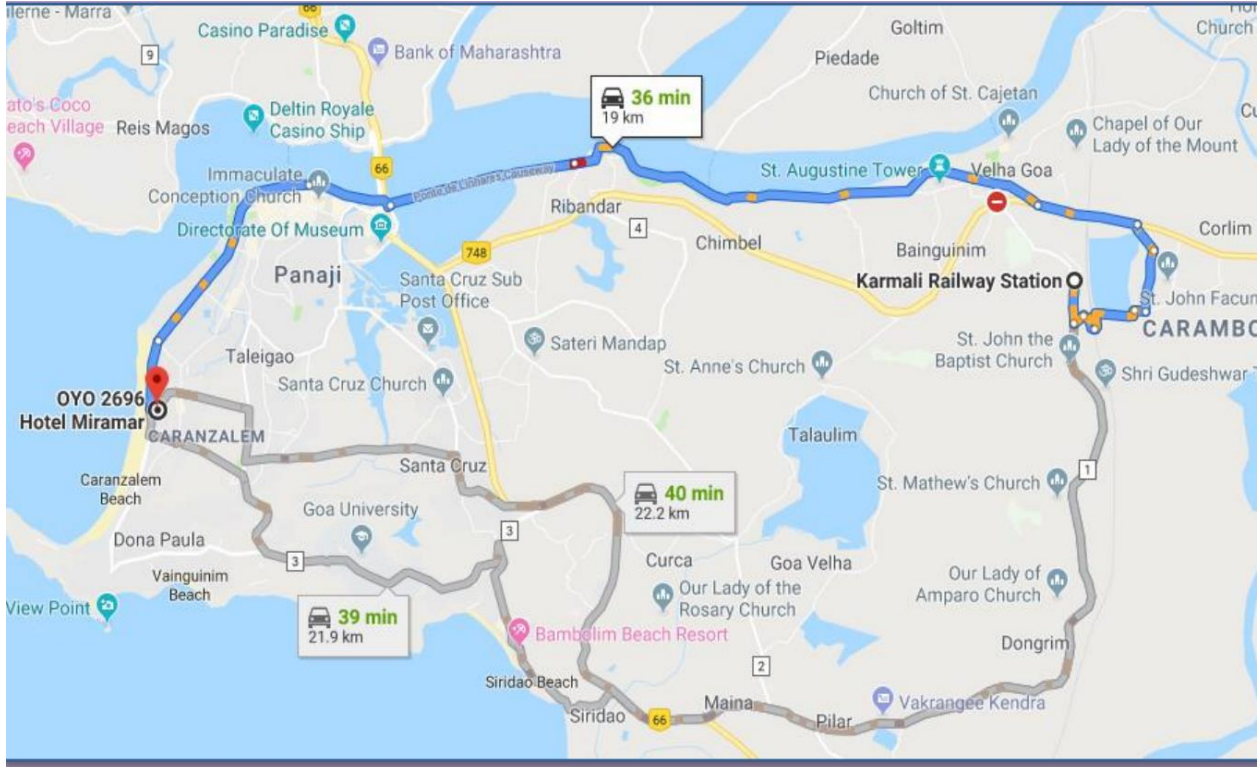 ilerne - Marra
66
Casino Paradise
Bank of Maharashtra
9
Goltim
Church
Piedade
36 min
19 km
Church of St. Cajetan
ato's Coco
each Village
Reis Magos
Deltin Royale
Casino Ship
Chapel of Our
Lady of the Mount
66
Immaculate
Conception Church
Ponte de Linhares Causeway
St. Augustine Tower
Velha Goa
Ribandar
4
Directorate Of Museum
Chimbel
Bainguinim
Corlim
748
Panaji
Santa Cruz Sub
Post Office
Karmali Railway Station
St. John Facun
CARAMBO
Taleigao
Sateri Mandap
St. Anne's Church
St. John the
Baptist Church
Shri Gudeshwar T
Santa Cruz Church
OYO 2696
Hotel Miramar
CARANZALEM
Talaulim
Santa Cruz
Caranzalem
Beach
1
St. Mathew's Church
40 min
22.2 km
Goa University
3
Dona Paula
3
Curca
Goa Velha
Vainguinim
Beach
Our Lady of the
Rosary Church
Our Lady of
Amparo Church
View Point
39 min
21.9 km
Bambolim Beach Resort
Dongrim
2
Siridao Beach
Maina
Vakrangee Kendra
Siridao
66
Pilar